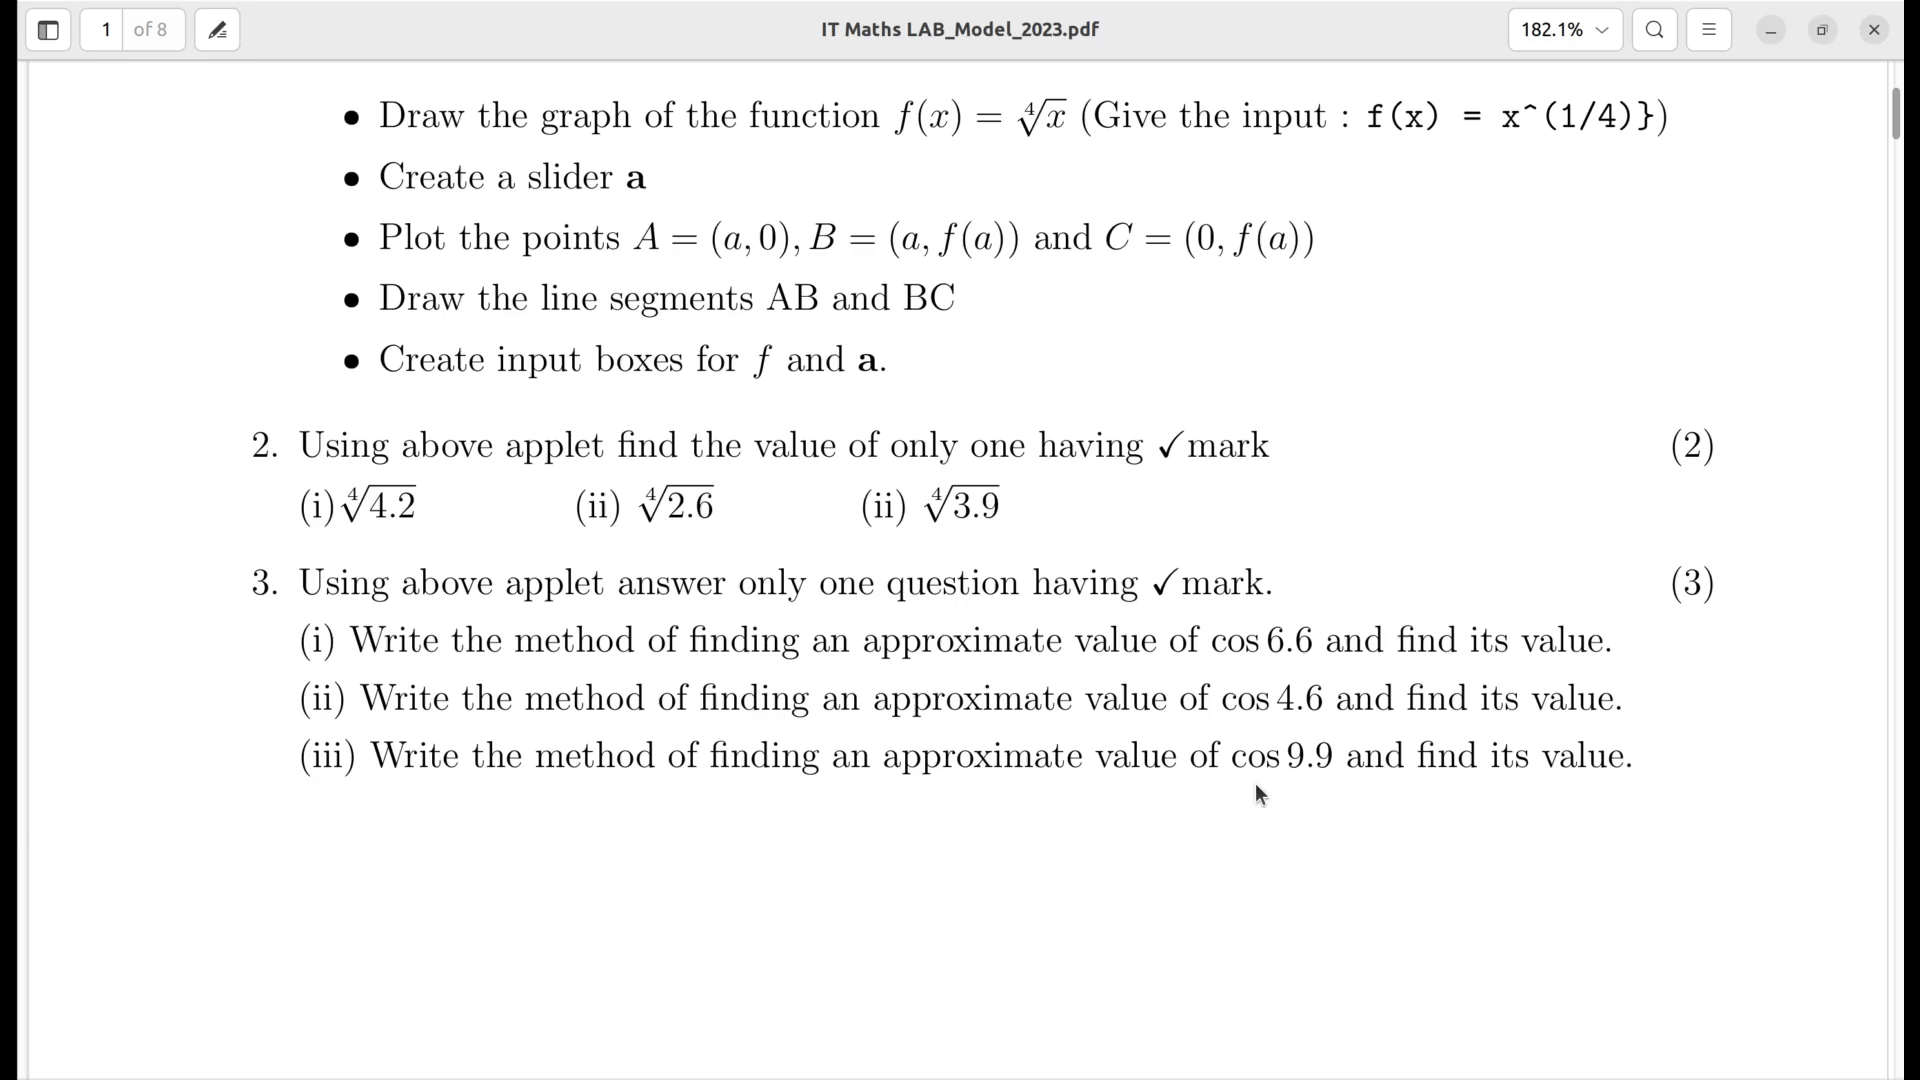 1 of 8 IT Maths LAB_Model_2023.pdf 182.1%
• Draw the graph of the function f(x) = ∜x (Give the input : f(x) = x^(1/4)})
• Create a slider a
• Plot the points A = (a, 0), B = (a, f(a)) and C = (0, f(a))
• Draw the line segments AB and BC
• Create input boxes for f and a.
2. Using above applet find the value of only one having ✓mark (2)
(i)∜4.2 (ii) ∜2.6 (ii) ∜3.9
3. Using above applet answer only one question having ✓mark. (3)
(i) Write the method of finding an approximate value of cos 6.6 and find its value.
(ii) Write the method of finding an approximate value of cos 4.6 and find its value.
(iii) Write the method of finding an approximate value of cos 9.9 and find its value.